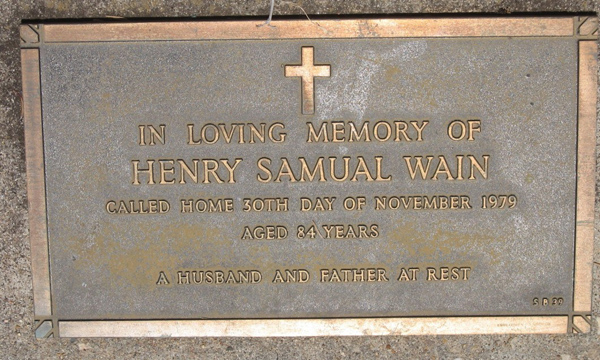 IN LOVING MEMORY OF
HENRY SAMUAL WAIN
CALLED HOME 30TH DAY OF NOVEMBER 1979
AGED 84 YEARS
A HUSBAND AND FATHER AT REST